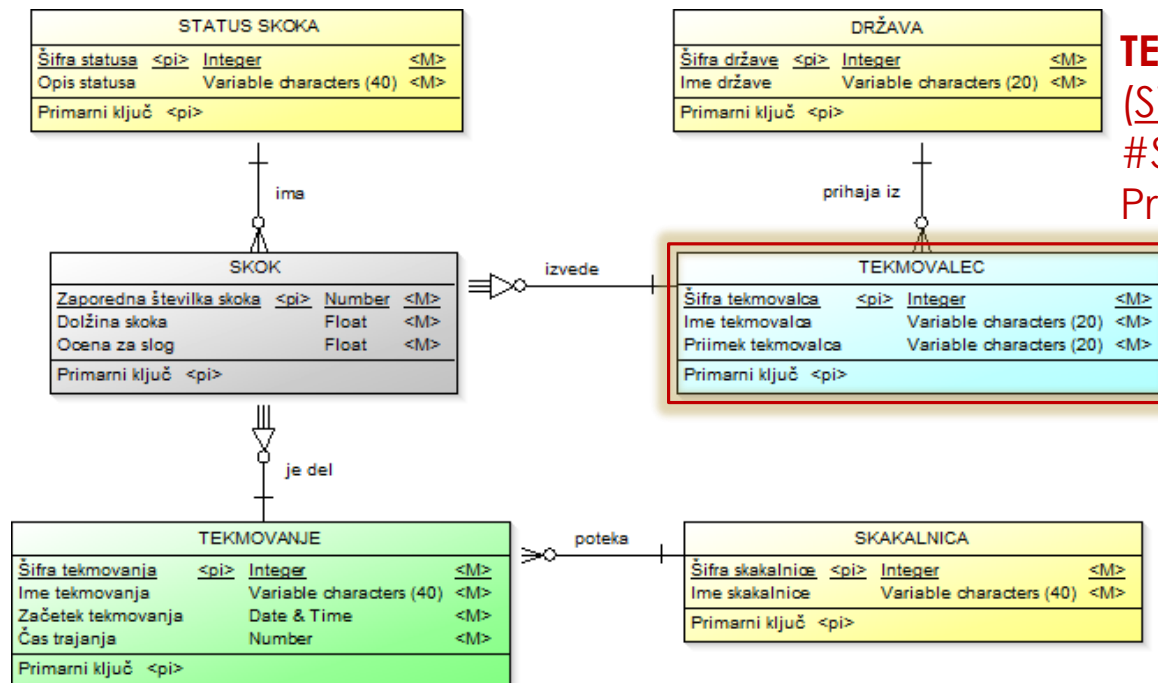 STATUS SKOKA
Šifra statusa <pi> Integer <M>
Opis statusa Variable characters (40) <M>
Primarni ključ <pi>
DRŽAVA
Šifra države <pi> Integer <M>
Ime države Variable characters (20) <M>
Primarni ključ <pi>
ima
prihaja iz
SKOK
Zaporedna številka skoka <pi> Number <M>
Dolžina skoka Float <M>
Ocena za slog Float <M>
Primarni ključ <pi>
izvede
TEKMOVALEC
Šifra tekmovalca <pi> Integer <M>
Ime tekmovalca Variable characters (20) <M>
Priimek tekmovalca Variable characters (20) <M>
Primarni ključ <pi>
je del
TEKMOVANJE
Šifra tekmovanja <pi> Integer <M>
Ime tekmovanja Variable characters (40) <M>
Začetek tekmovanja Date & Time <M>
Čas trajanja Number <M>
Primarni ključ <pi>
poteka
SKAKALNICA
Šifra skakalnice <pi> Integer <M>
Ime skakalnice Variable characters (40) <M>
Primarni ključ <pi>